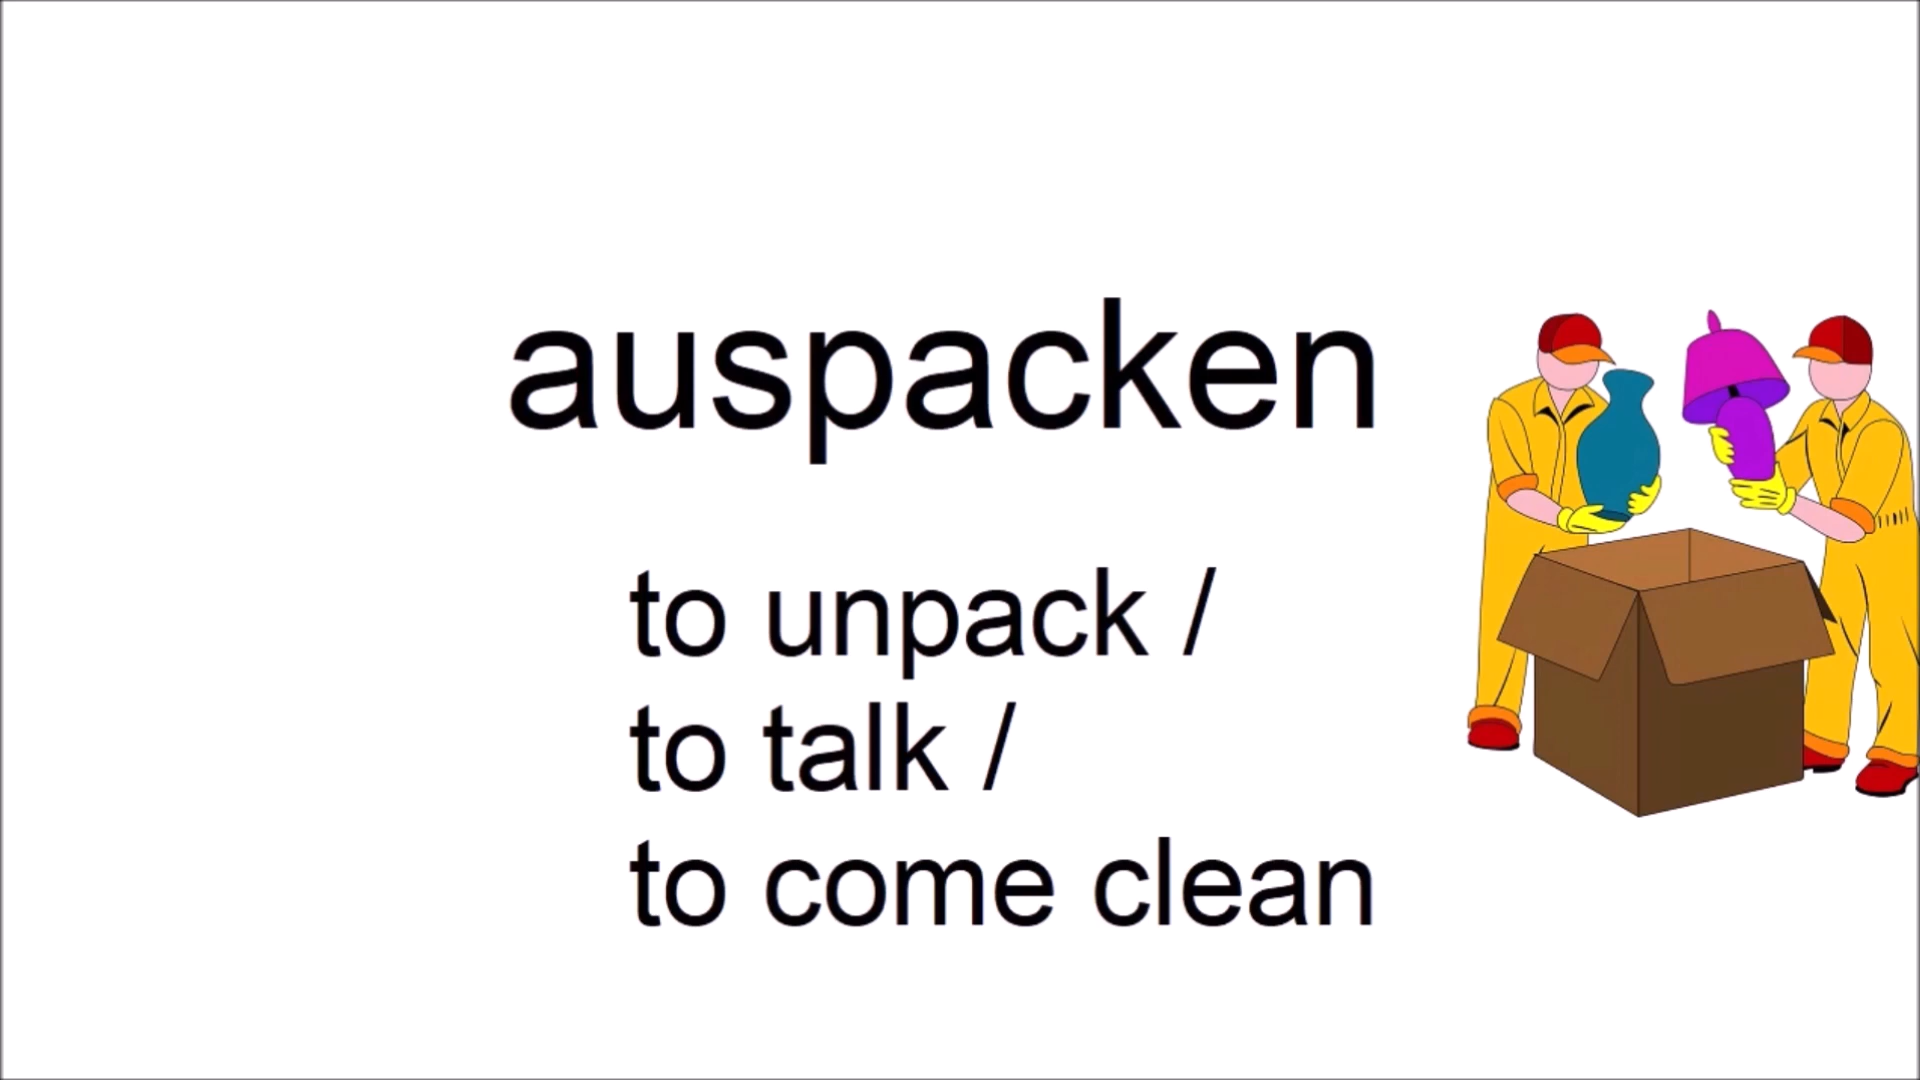 auspacken
to unpack /
to talk /
to come clean